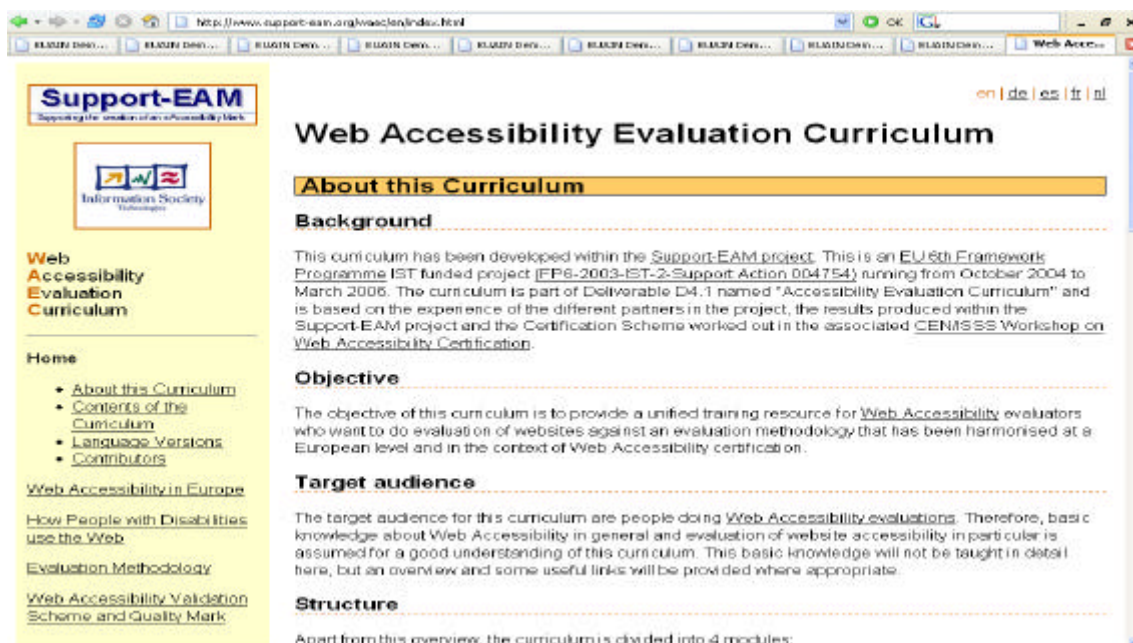 http://www.support-eam.org/waec/en/index.html
OK
Web Acce...
Support-EAM
Supporting the creation of an eAccessibility Mark
Information Society
Technologies
Web
Accessibility
Evaluation
Curriculum
Home
About this Curriculum
Contents of the
Curriculum
Language Versions
Contributors
Web Accessibility in Europe
How People with Disabilities
use the Web
Evaluation Methodology
Web Accessibility Validation
Scheme and Quality Mark
en | de | es | fr | nl
Web Accessibility Evaluation Curriculum
About this Curriculum
Background
This curriculum has been developed within the Support-EAM project. This is an EU 6th Framework
Programme IST funded project (FP6-2003-IST-2-Support Action 004754) running from October 2004 to
March 2006. The curriculum is part of Deliverable D4.1 named "Accessibility Evaluation Curriculum" and
is based on the experience of the different partners in the project, the results produced within the
Support-EAM project and the Certification Scheme worked out in the associated CEN/ISSS Workshop on
Web Accessibility Certification.
Objective
The objective of this curriculum is to provide a unified training resource for Web Accessibility evaluators
who want to do evaluation of websites against an evaluation methodology that has been harmonised at a
European level and in the context of Web Accessibility certification.
Target audience
The target audience for this curriculum are people doing Web Accessibility evaluations. Therefore, basic
knowledge about Web Accessibility in general and evaluation of website accessibility in particular is
assumed for a good understanding of this curriculum. This basic knowledge will not be taught in detail
here, but an overview and some useful links will be provided where appropriate.
Structure
Apart from this overview, the curriculum is divided into 4 modules: